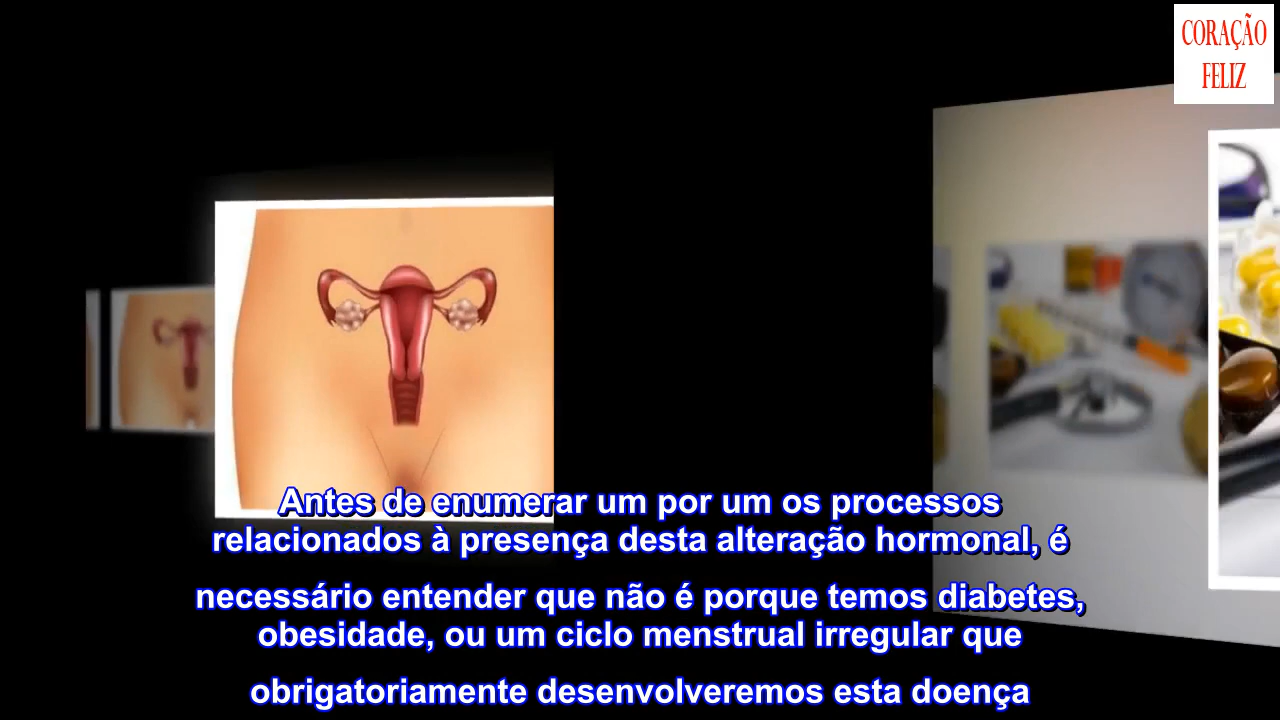 CORAÇÃO
FELIZ
Antes de enumerar um por um os processos
relacionados à presença desta alteração hormonal, é
necessário entender que não é porque temos diabetes,
obesidade, ou um ciclo menstrual irregular que
obrigatoriamente desenvolveremos esta doença